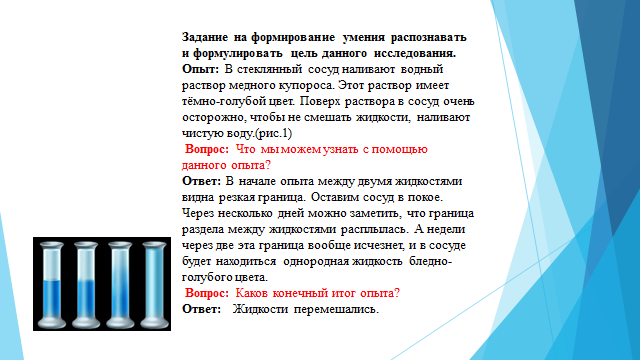 Задание на формирование умения распознавать
и формулировать цель данного исследования.
Опыт: В стеклянный сосуд наливают водный
раствор медного купороса. Этот раствор имеет
тёмно-голубой цвет. Поверх раствора в сосуд очень
осторожно, чтобы не смешать жидкости, наливают
чистую воду.(рис.1)
Вопрос: Что мы можем узнать с помощью
данного опыта?
Ответ: В начале опыта между двумя жидкостями
видна резкая граница. Оставим сосуд в покое.
Через несколько дней можно заметить, что граница
раздела между жидкостями расплылась. А недели
через две эта граница вообще исчезнет, и в сосуде
будет находиться однородная жидкость бледно-
голубого цвета.
Вопрос: Каков конечный итог опыта?
Ответ: Жидкости перемешались.